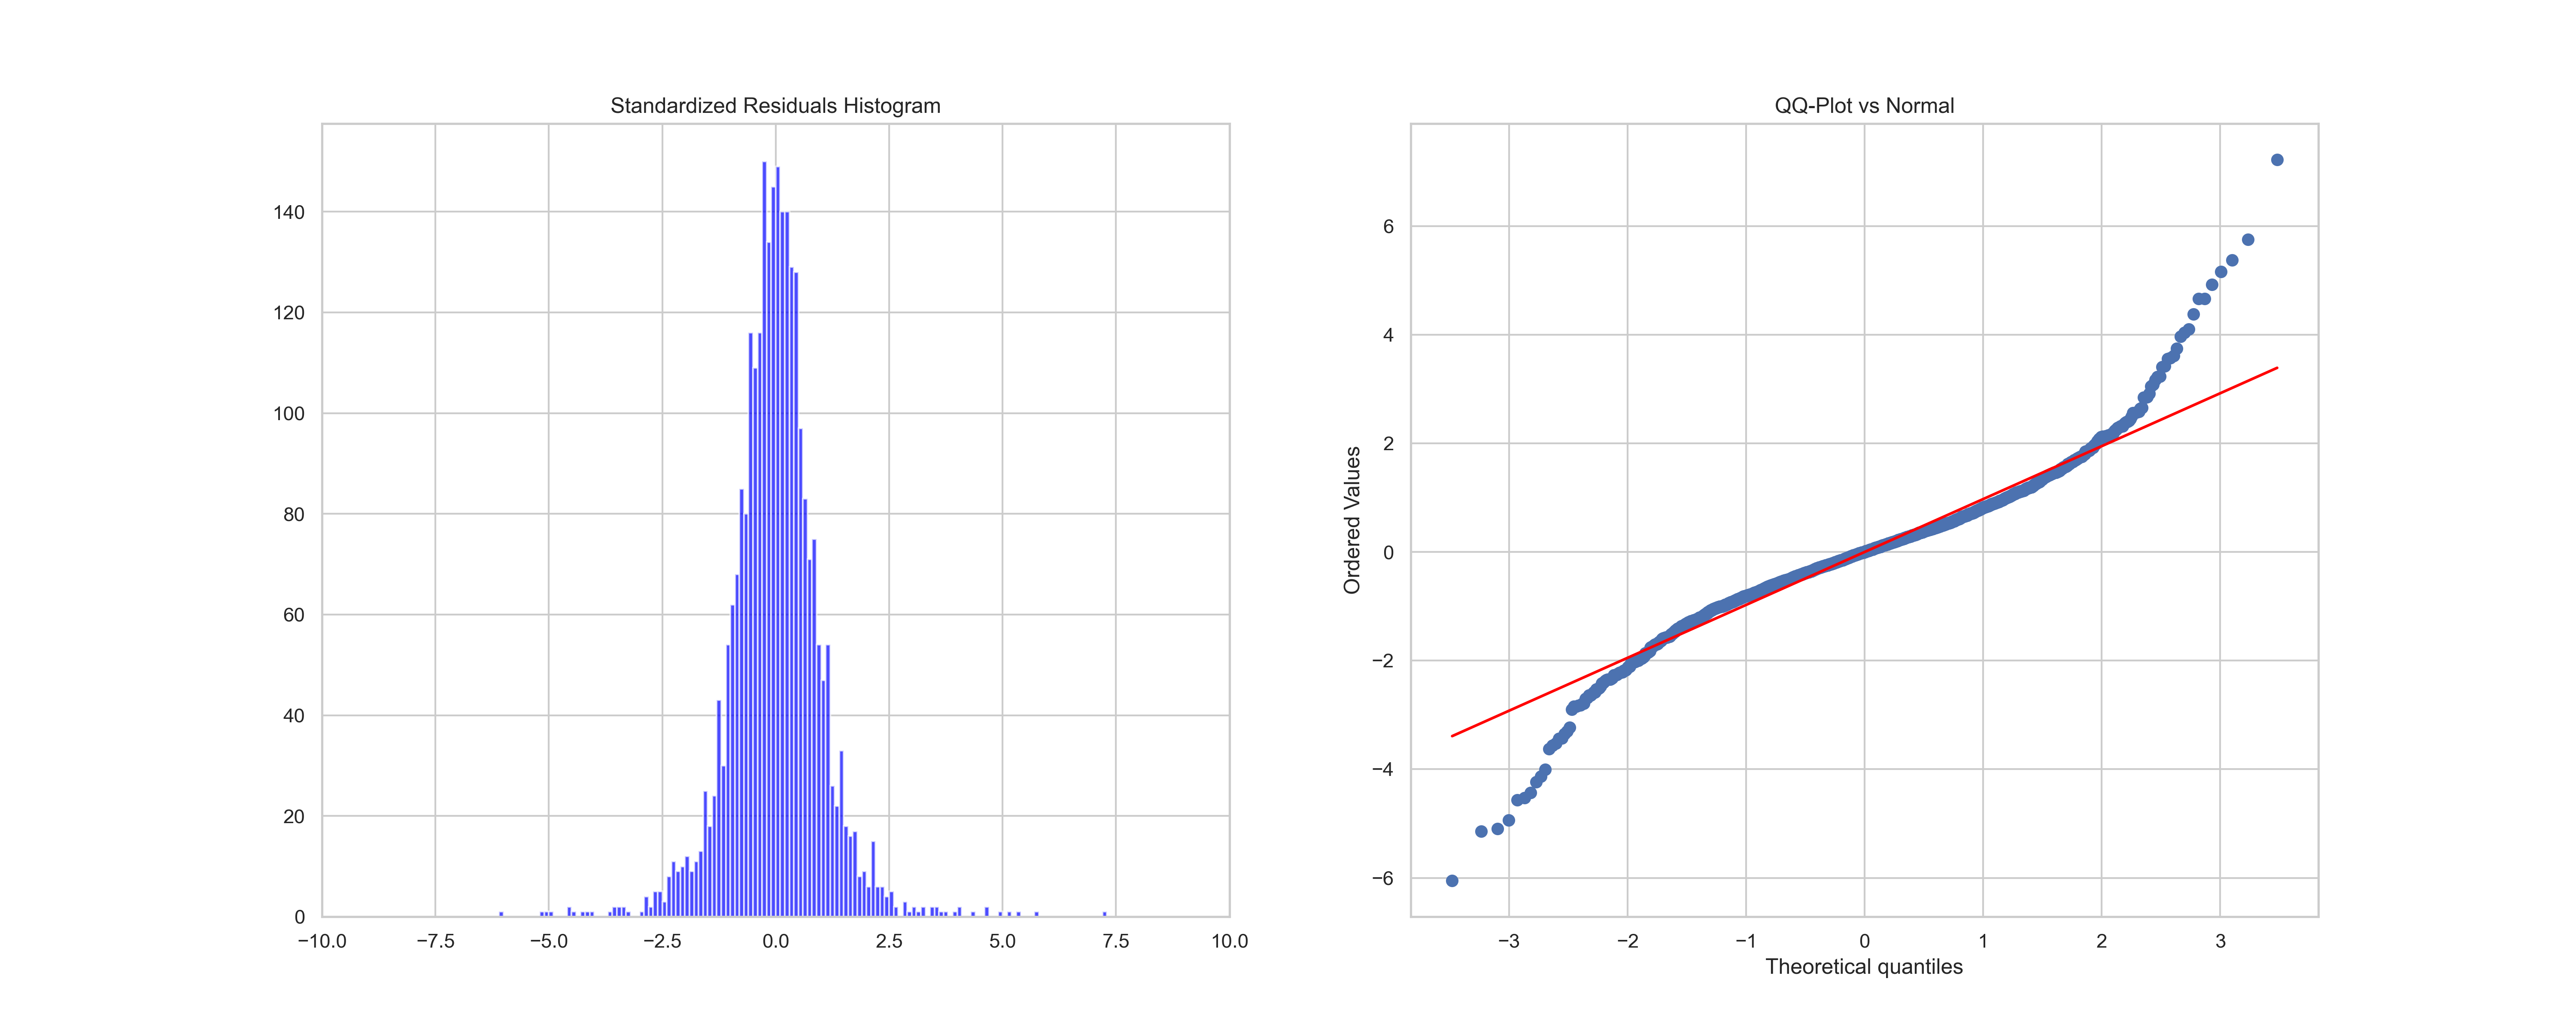 Standardized Residuals Histogram
140
120
100
80
60
40
20
0
−10.0 −7.5 −5.0 −2.5 0.0 2.5 5.0 7.5 10.0
QQ-Plot vs Normal
Ordered Values
6
4
2
0
−2
−4
−6
−3 −2 −1 0 1 2 3
Theoretical quantiles